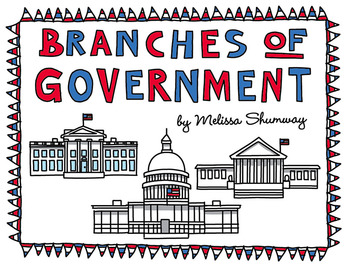 BRANCHES OF
GOVERNMENT
by Melissa Shumway